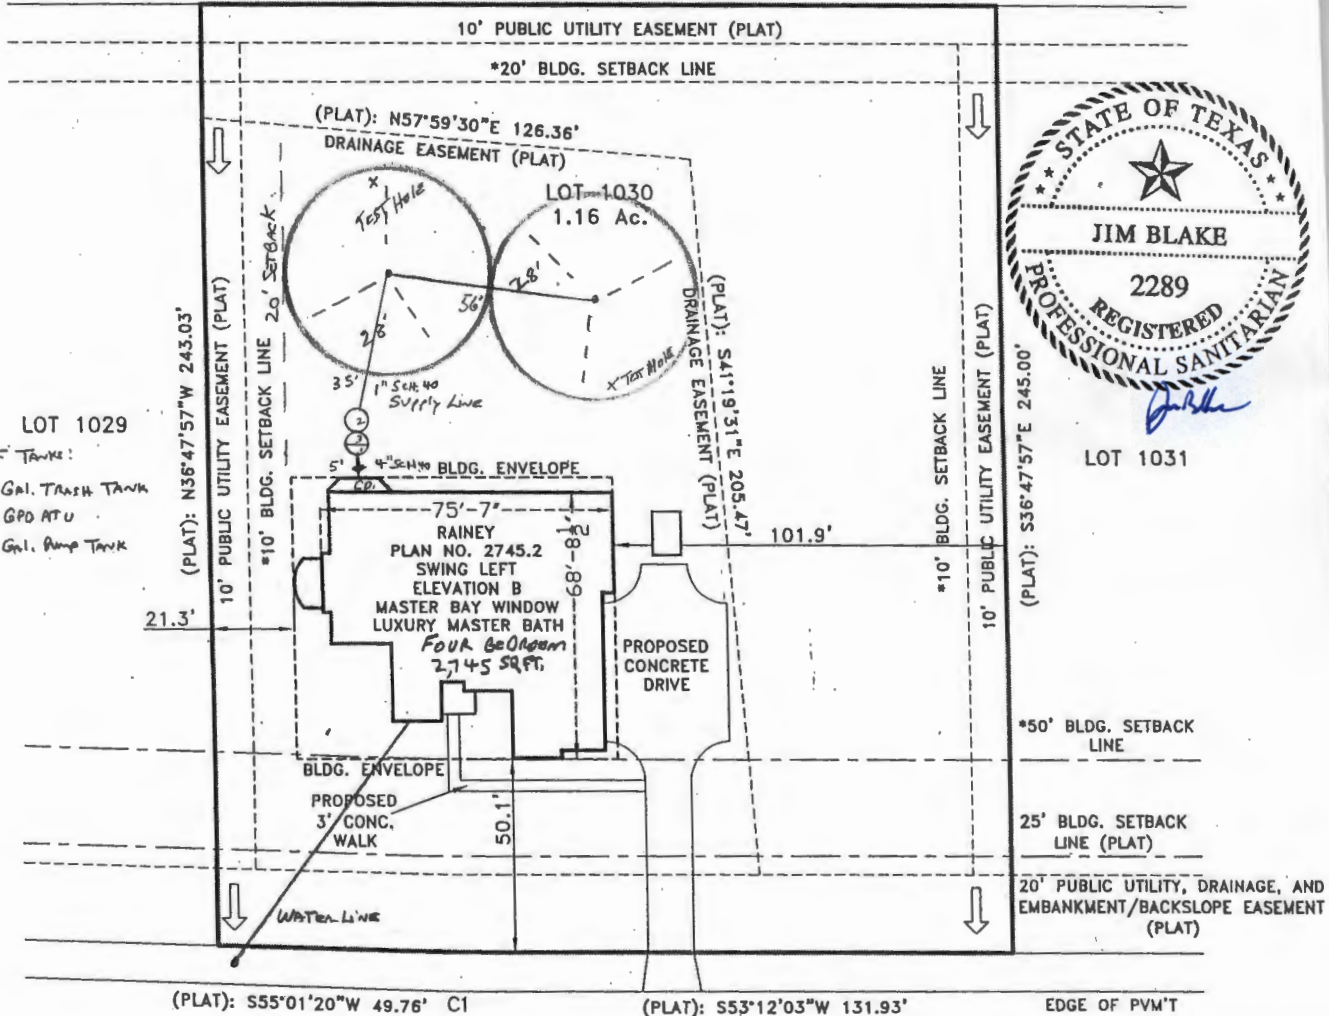 10' PUBLIC UTILITY EASEMENT (PLAT)
*20' BLDG. SETBACK LINE
(PLAT): N57°59'30"E 126.36'
DRAINAGE EASEMENT (PLAT)
LOT 1030
1.16 Ac.
X
Test Hole
28'
56'
28'
X Test Hole
20' SETBACK
35'
1" SCH. 40
Supply Line
2
5'
4" SCH 40
C.O.
BLDG. ENVELOPE
75'-7"
68'-8½"
RAINEY
PLAN NO. 2745.2
SWING LEFT
ELEVATION B
MASTER BAY WINDOW
LUXURY MASTER BATH
FOUR BEDROOM
2,745 SQ.FT.
PROPOSED
CONCRETE
DRIVE
101.9'
21.3'
50.1'
BLDG. ENVELOPE
PROPOSED
3' CONC.
WALK
WATER LINE
LOT 1029
TANKS:
GAL. TRASH TANK
GPD ATU
GAL. PUMP TANK
(PLAT): N36°47'57"W 243.03'
10' PUBLIC UTILITY EASEMENT (PLAT)
*10' BLDG. SETBACK LINE
DRAINAGE EASEMENT (PLAT)
(PLAT): S41°19'31"E 205.47'
*10' BLDG. SETBACK LINE
10' PUBLIC UTILITY EASEMENT (PLAT)
(PLAT): S36°47'57"E 245.00'
STATE OF TEXAS
JIM BLAKE
2289
REGISTERED
PROFESSIONAL SANITARIAN
LOT 1031
*50' BLDG. SETBACK
LINE
25' BLDG. SETBACK
LINE (PLAT)
20' PUBLIC UTILITY, DRAINAGE, AND
EMBANKMENT/BACKSLOPE EASEMENT
(PLAT)
(PLAT): S55°01'20"W 49.76' C1
(PLAT): S53°12'03"W 131.93'
EDGE OF PVM'T